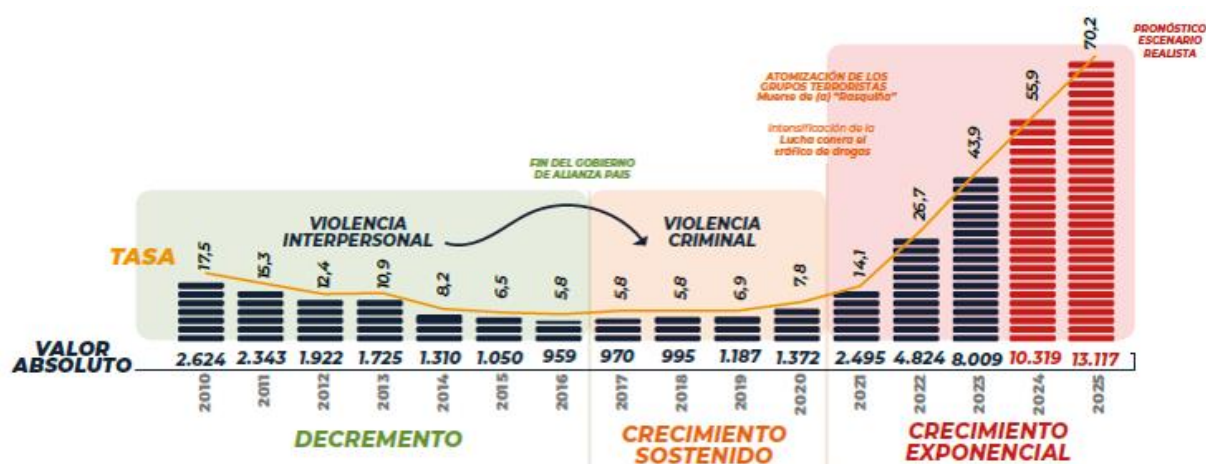 PRONÓSTICO
ESCENARIO
REALISTA
ATOMIZACIÓN DE LOS
GRUPOS TERRORISTAS
Muerte de (a) "Rasquiña"
Intensificación de la
Lucha contra el
tráfico de drogas
FIN DEL GOBIERNO
DE ALIANZA PAIS
VIOLENCIA
INTERPERSONAL
VIOLENCIA
CRIMINAL
TASA
17,5
15,3
12,4
10,9
8,2
6,5
5,8
5,8
5,8
6,9
7,8
14,1
26,7
43,9
55,9
70,2
VALOR
ABSOLUTO
2.624 2.343 1.922 1.725 1.310 1.050 959 970 995 1.187 1.372 2.495 4.824 8.009 10.319 13.117
2010 2011 2012 2013 2014 2015 2016 2017 2018 2019 2020 2021 2022 2023 2024 2025
DECREMENTO
CRECIMIENTO
SOSTENIDO
CRECIMIENTO
EXPONENCIAL